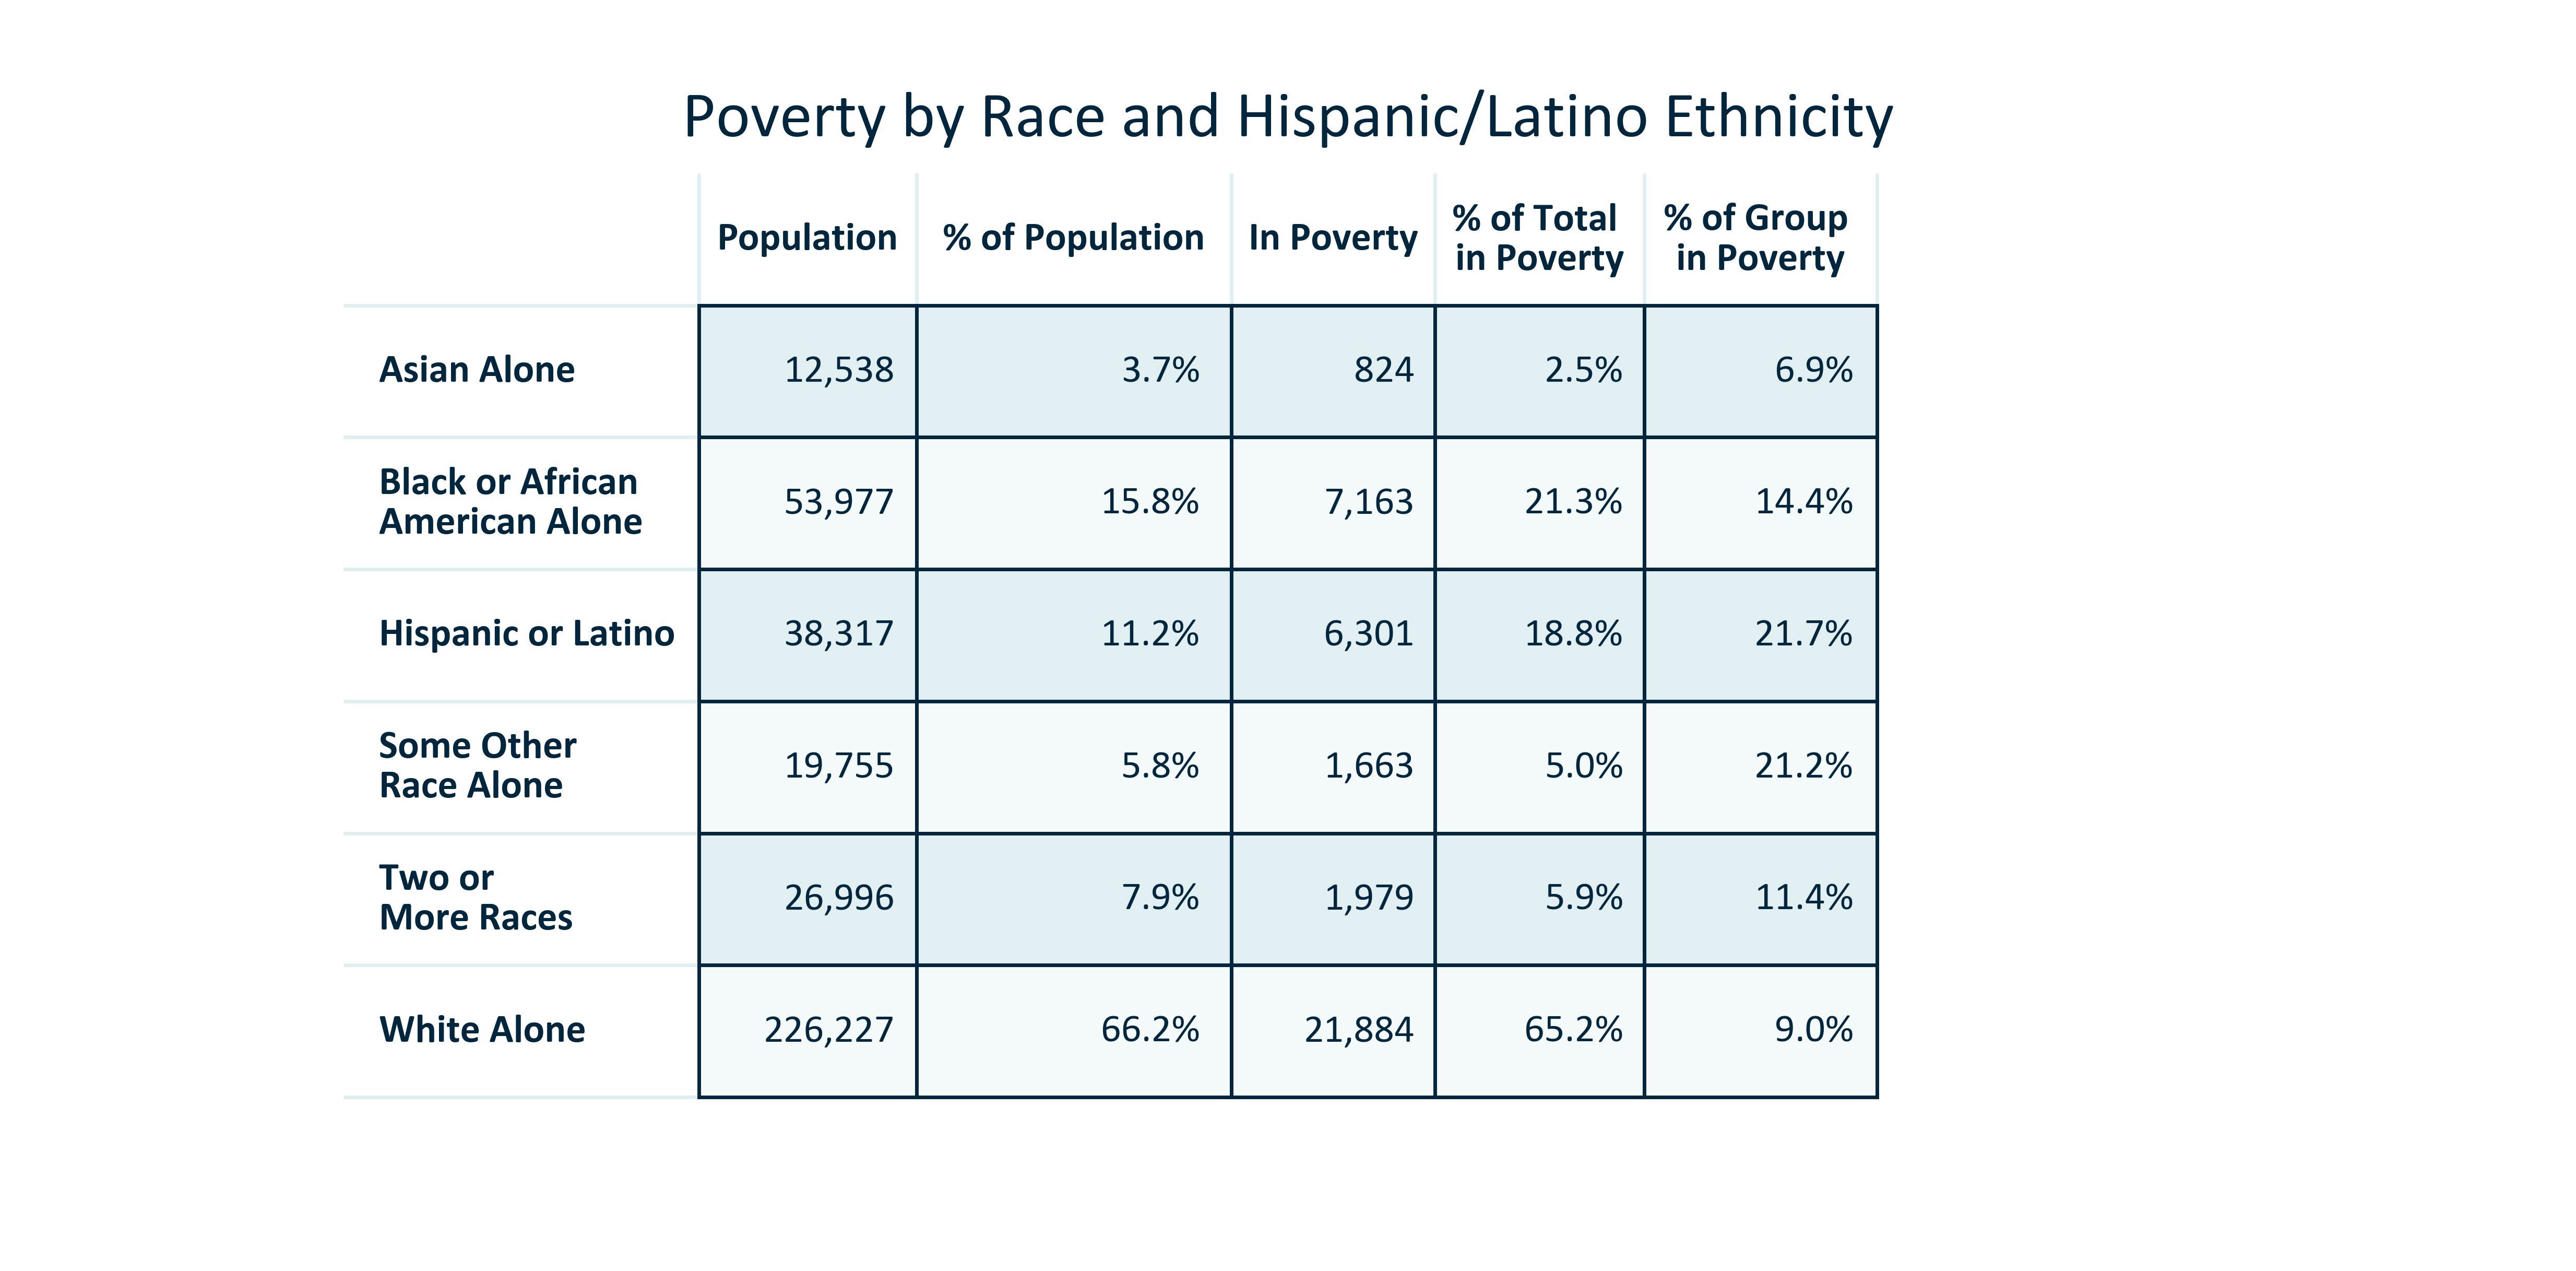 Poverty by Race and Hispanic/Latino Ethnicity
Population % of Population In Poverty % of Total in Poverty % of Group in Poverty
Asian Alone 12,538 3.7% 824 2.5% 6.9%
Black or African American Alone 53,977 15.8% 7,163 21.3% 14.4%
Hispanic or Latino 38,317 11.2% 6,301 18.8% 21.7%
Some Other Race Alone 19,755 5.8% 1,663 5.0% 21.2%
Two or More Races 26,996 7.9% 1,979 5.9% 11.4%
White Alone 226,227 66.2% 21,884 65.2% 9.0%